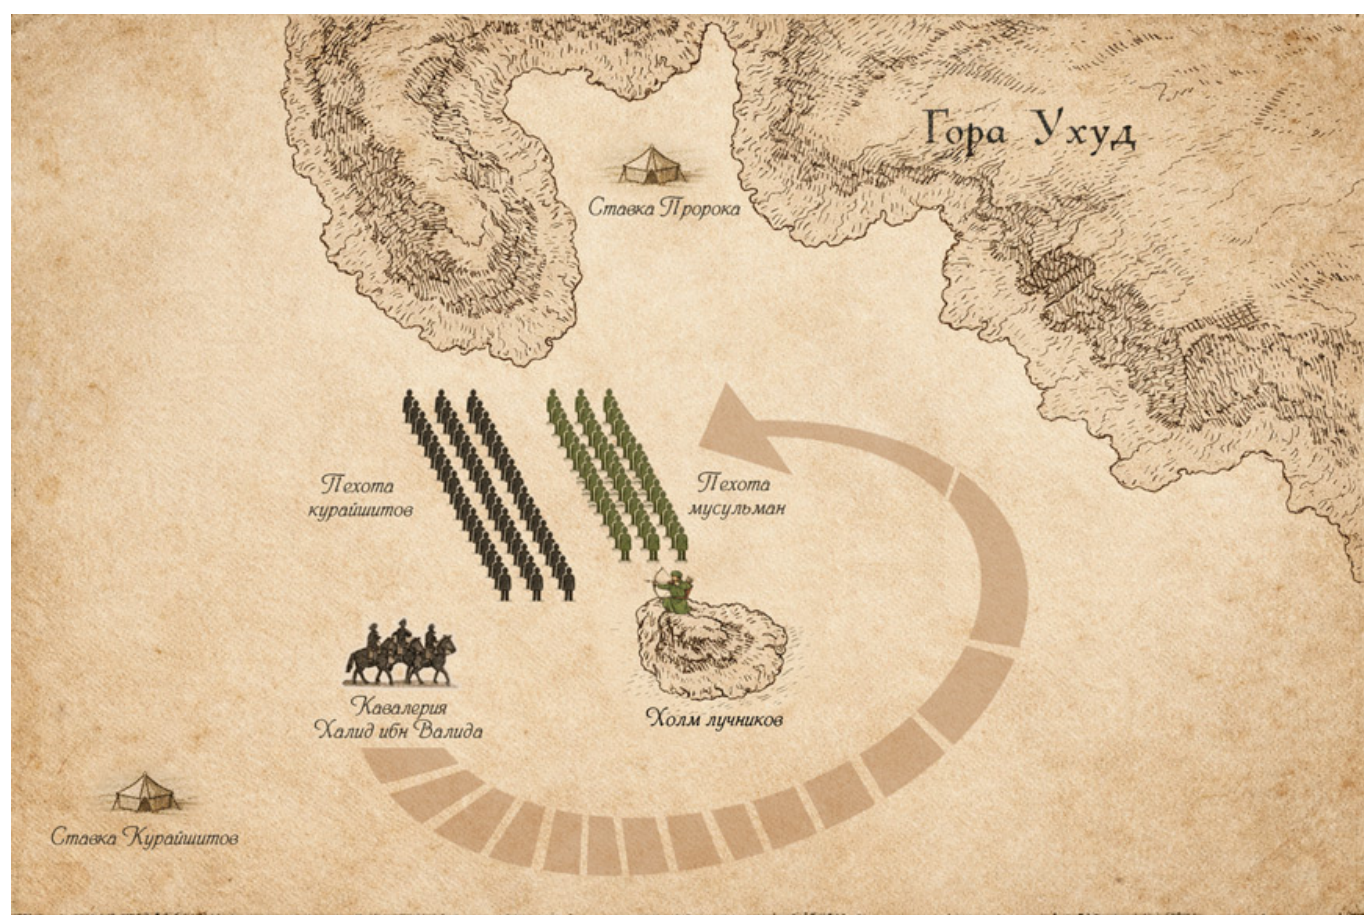 Гора Ухуд
Ставка Пророка
Пехота
курайшитов
Пехота
мусульман
Кавалерия
Халид ибн Валида
Холм лучников
Ставка Курайшитов